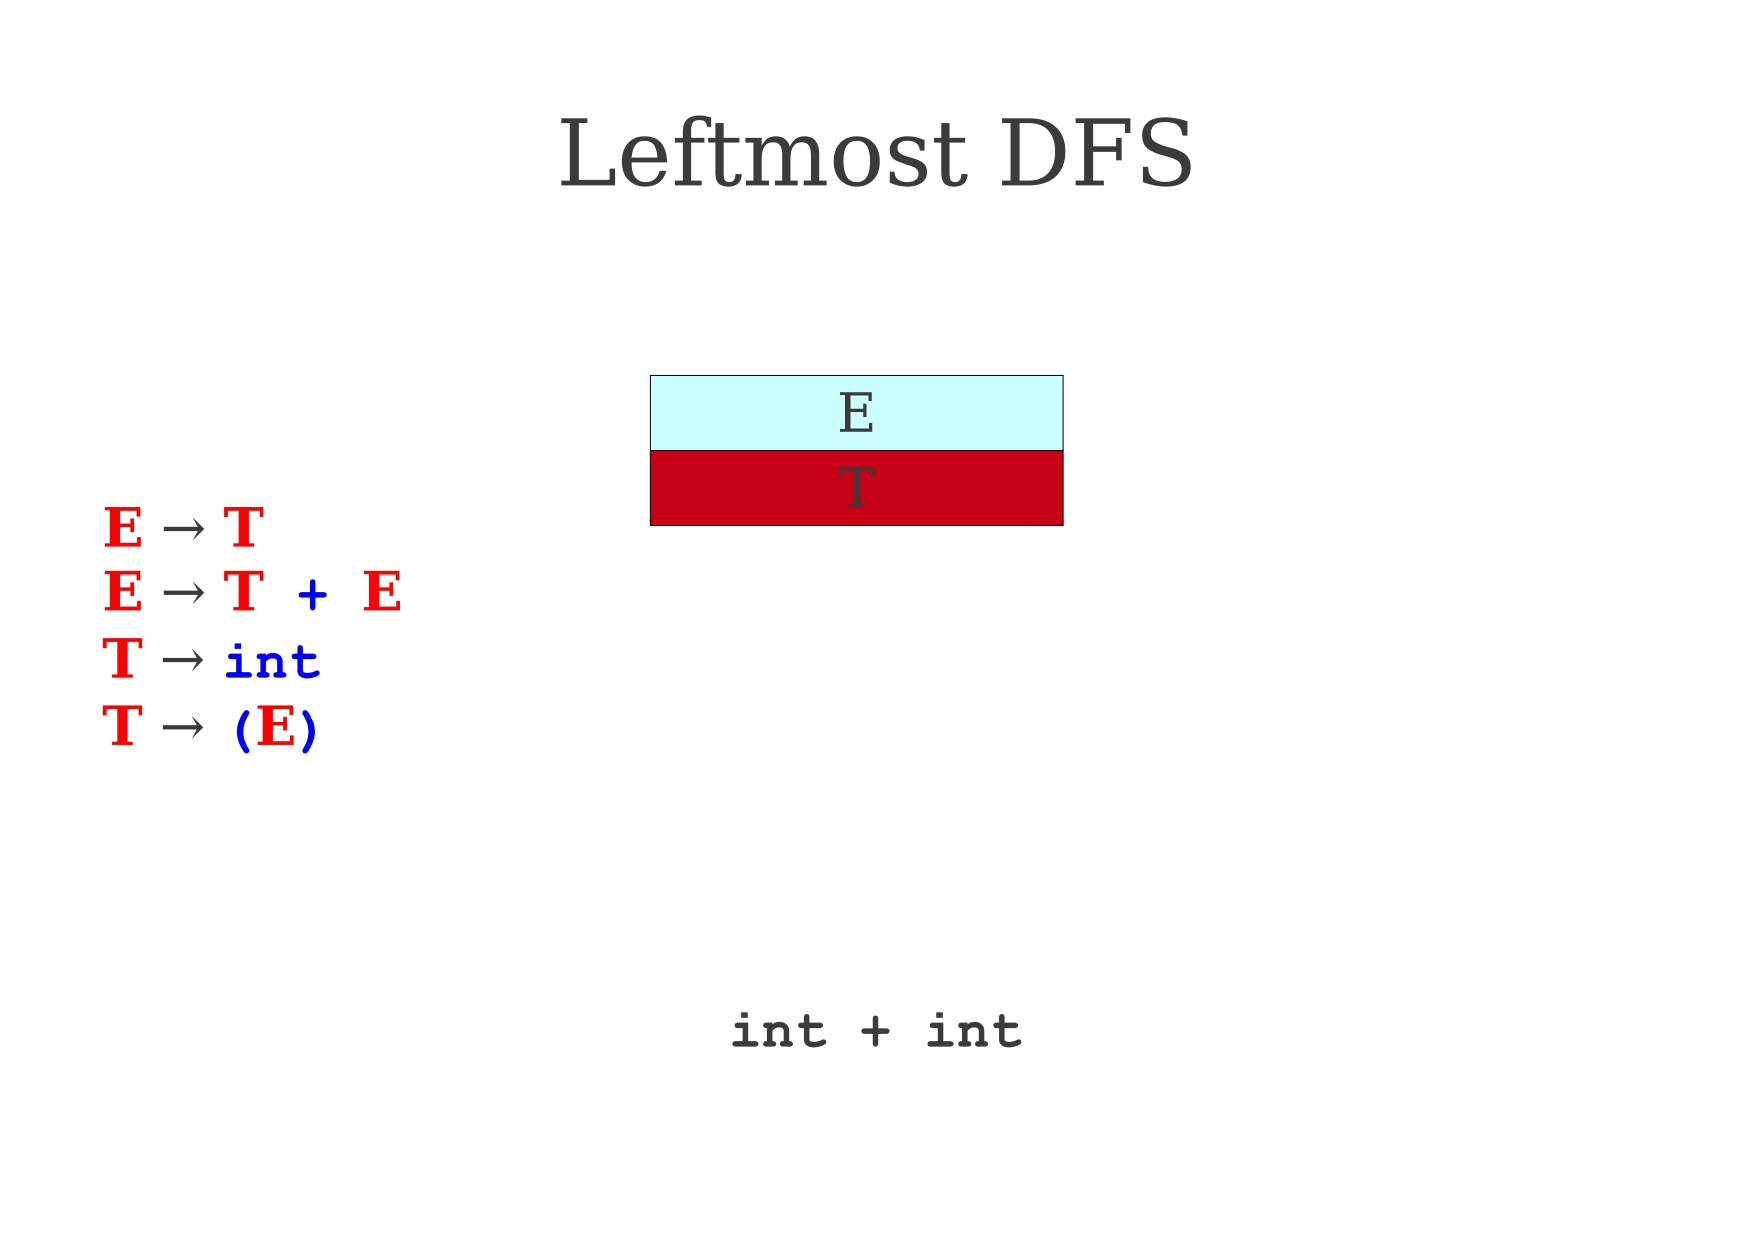 Leftmost DFS
E
T
E → T
E → T + E
T → int
T → (E)
int + int